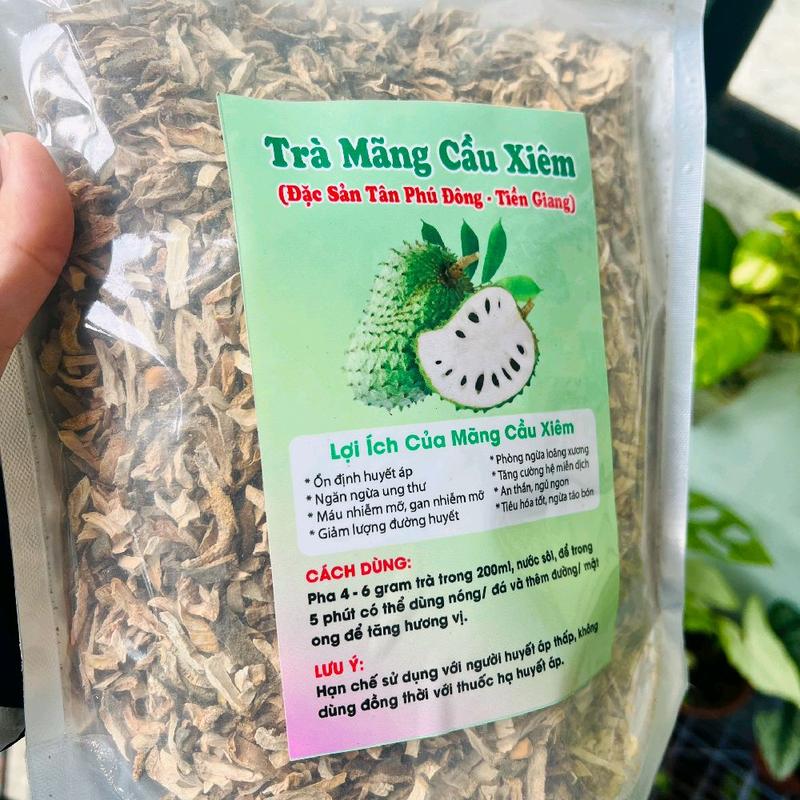 Trà Mãng Cầu Xiêm
(Đặc Sản Tân Phú Đông - Tiền Giang)
Lợi Ích Của Mãng Cầu Xiêm
* Ổn định huyết áp
* Ngăn ngừa ung thư
* Máu nhiễm mỡ, gan nhiễm mỡ
* Giảm lượng đường huyết
* Phòng ngừa loãng xương
* Tăng cường hệ miễn dịch
* An thần, ngủ ngon
* Tiêu hóa tốt, ngừa táo bón
CÁCH DÙNG:
Pha 4 - 6 gram trà trong 200ml, nước sôi, để trong
5 phút có thể dùng nóng/ đá và thêm đường/ mật
ong để tăng hương vị.
LƯU Ý:
Hạn chế sử dụng với người huyết áp thấp, không
dùng đồng thời với thuốc hạ huyết áp.